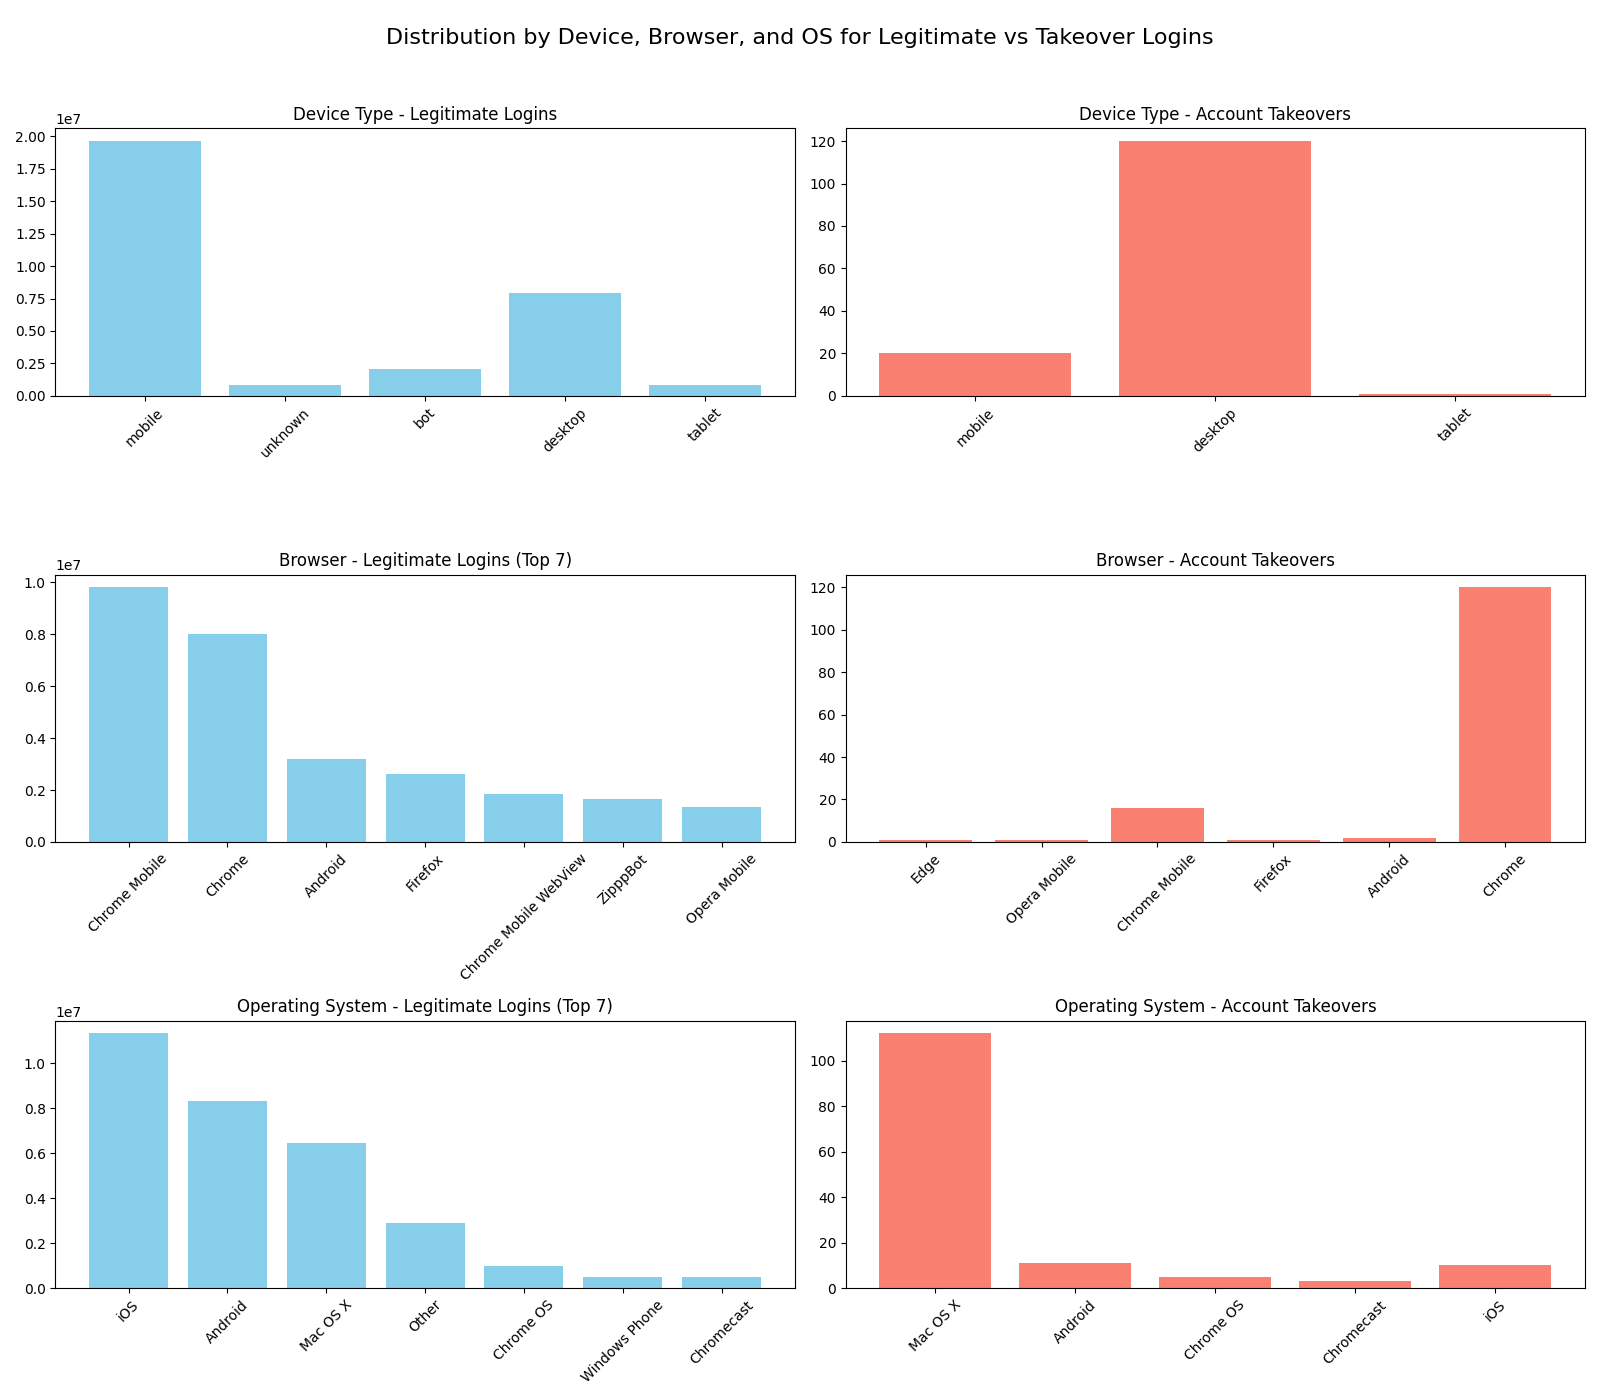 Distribution by Device, Browser, and OS for Legitimate vs Takeover Logins
Device Type - Legitimate Logins
1e7
2.00
1.75
1.50
1.25
1.00
0.75
0.50
0.25
0.00
mobile
unknown
bot
desktop
tablet
Device Type - Account Takeovers
120
100
80
60
40
20
0
mobile
desktop
tablet
Browser - Legitimate Logins (Top 7)
1e7
1.0
0.8
0.6
0.4
0.2
0.0
Chrome Mobile
Chrome
Android
Firefox
Chrome Mobile WebView
ZipppBot
Opera Mobile
Browser - Account Takeovers
120
100
80
60
40
20
0
Edge
Opera Mobile
Chrome Mobile
Firefox
Android
Chrome
Operating System - Legitimate Logins (Top 7)
1e7
1.0
0.8
0.6
0.4
0.2
0.0
iOS
Android
Mac OS X
Other
Chrome OS
Windows Phone
Chromecast
Operating System - Account Takeovers
100
80
60
40
20
0
Mac OS X
Android
Chrome OS
Chromecast
iOS